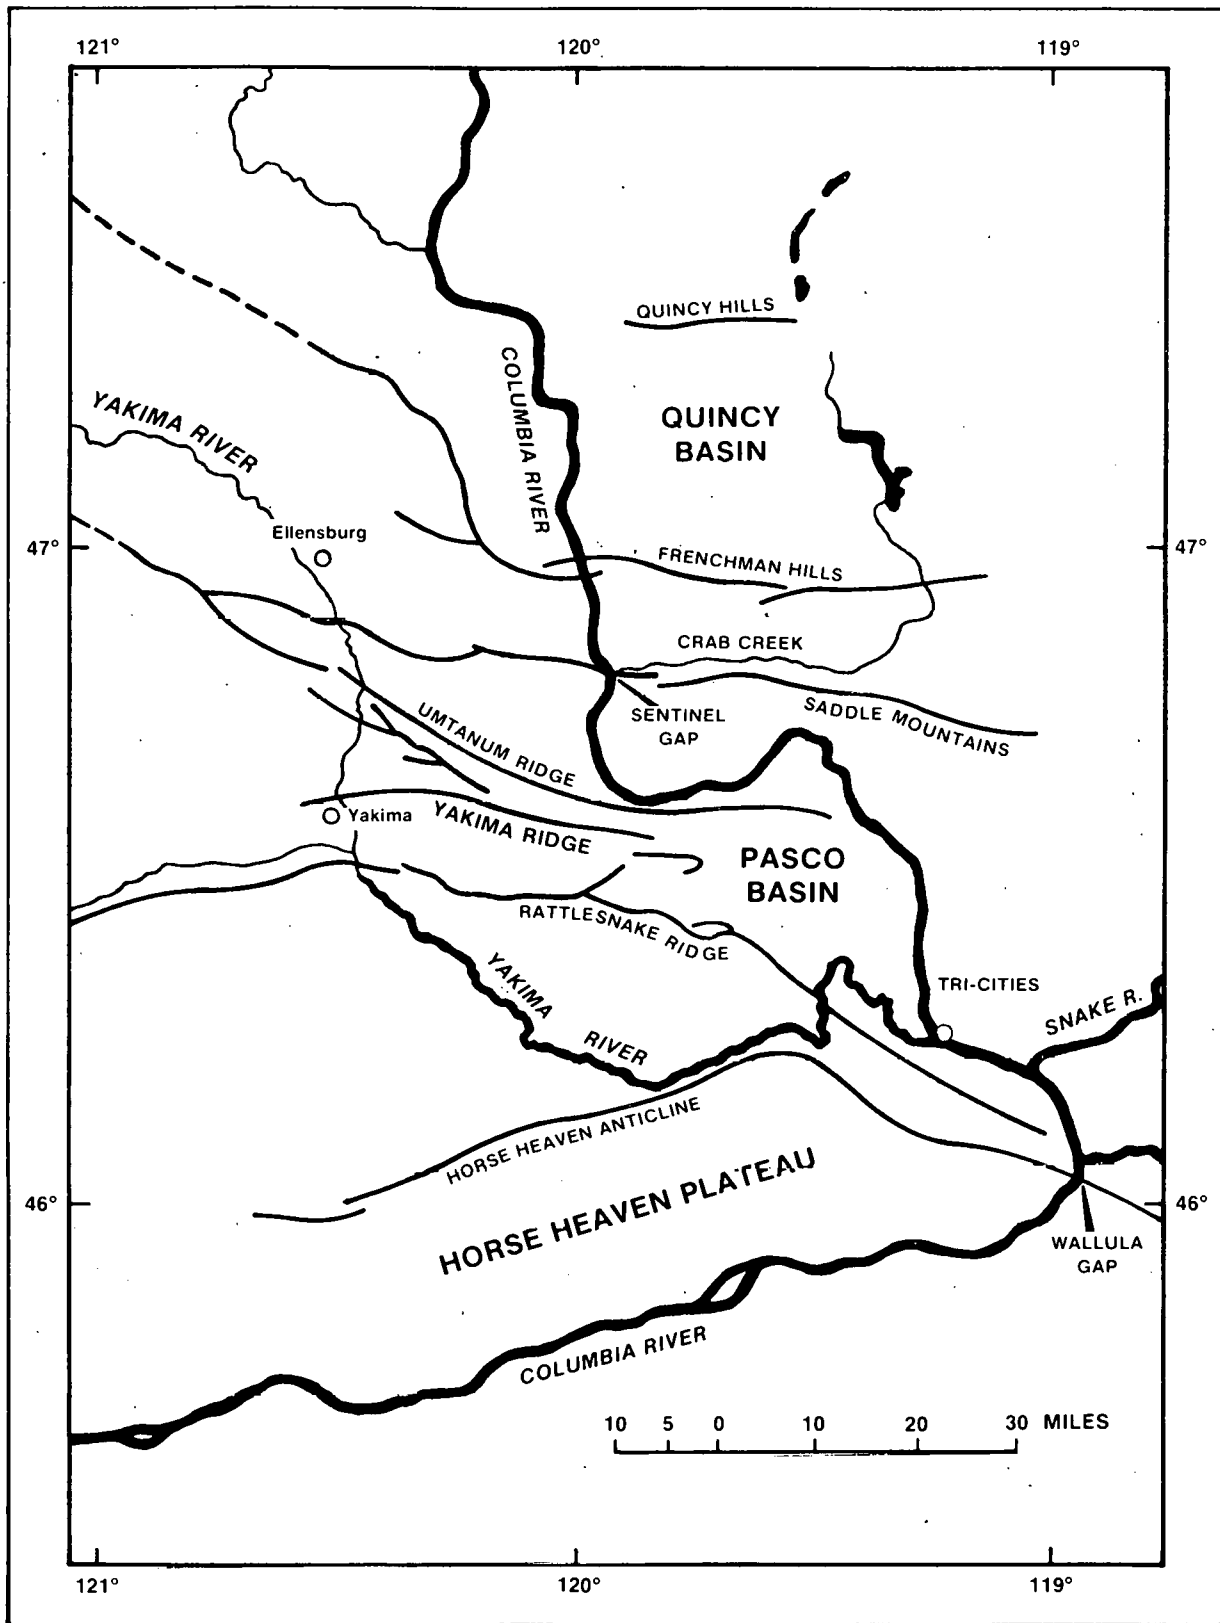 121° 120° 119°
QUINCY HILLS
COLUMBIA RIVER
YAKIMA RIVER
QUINCY
BASIN
Ellensburg
47° 47°
FRENCHMAN HILLS
CRAB CREEK
SADDLE MOUNTAINS
SENTINEL
GAP
UMTANUM RIDGE
Yakima
YAKIMA RIDGE
PASCO
BASIN
RATTLESNAKE RIDGE
YAKIMA
RIVER
TRI-CITIES
SNAKE R.
HORSE HEAVEN ANTICLINE
HORSE HEAVEN PLATEAU
46° 46°
WALLULA
GAP
COLUMBIA RIVER
10 5 0 10 20 30 MILES
121° 120° 119°